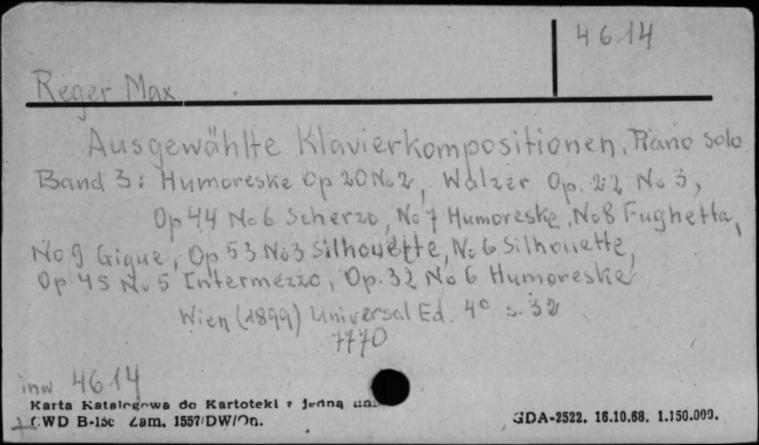 4614
Reger Max
Ausgewählte Klavierkompositionen. Piano solo
Band 3: Humoreske Op 20 No 2, Walzer Op. 22 No 3,
Op 44 No 6 Scherzo, No 7 Humoreske, No 8 Fughetta,
No 9 Gigue, Op 53 No 3 Silhouette, No 6 Silhouette,
Op 45 No 5 Intermezzo, Op. 32 No 6 Humoreske
Wien (1899) Universal Ed. 4° s. 32
7770
inw. 4614
Karta Katalogowa do Kartoteki z jedną
CWD B-15c Zam. 1557/DW/
GDA-2522. 16.10.68. 1.150.000.